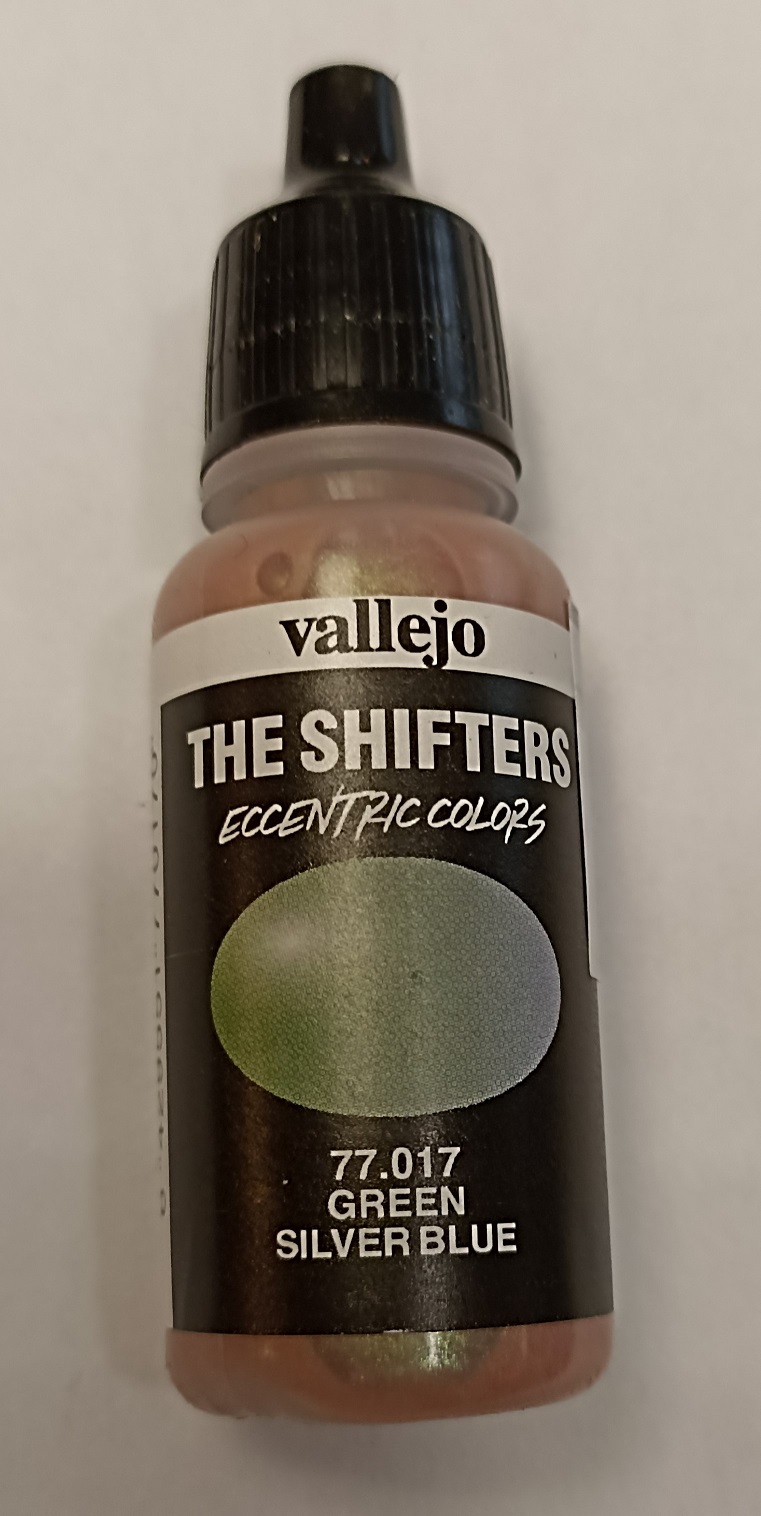 vallejo
THE SHIFTERS
ECCENTRIC COLORS
77.017
GREEN
SILVER BLUE